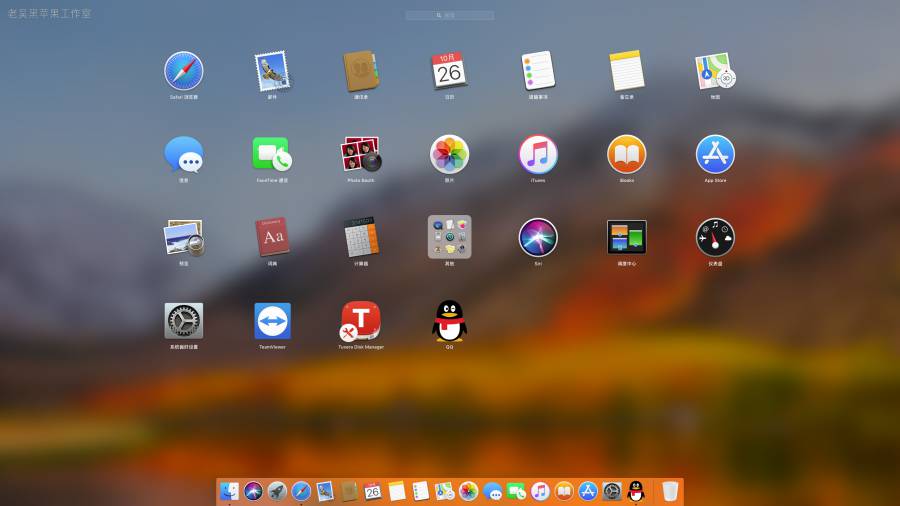 老吴黑苹果工作室
搜索
Safari 浏览器
邮件
通讯录
10月
26
日历
提醒事项
备忘录
3D
地图
信息
FaceTime 通话
Photo Booth
照片
iTunes
iBooks
App Store
预览
Aa
词典
计算器
其他
Siri
调度中心
仪表盘
系统偏好设置
TeamViewer
T
Tuxera Disk Manager
QQ
26